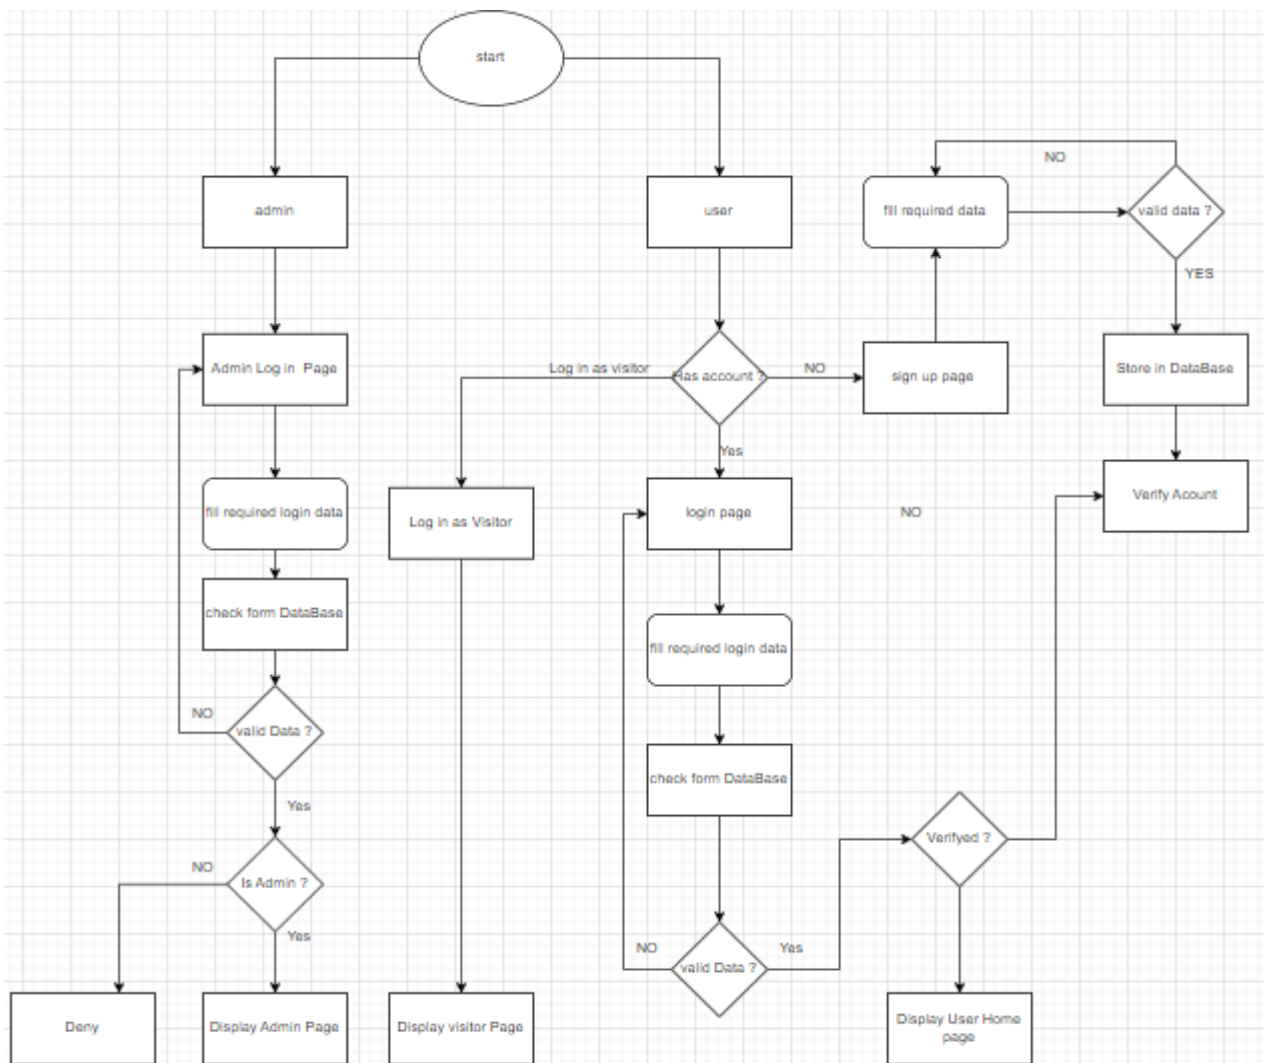 start
NO
admin
user
fill required data
valid data ?
YES
Admin Log in  Page
Log in as visitor
Has account ?
NO
sign up page
Store in DataBase
Yes
fill required login data
Log in as Visitor
login page
NO
Verify Acount
check form DataBase
fill required login data
NO
valid Data ?
check form DataBase
Yes
Verifyed ?
NO
Is Admin ?
Yes
NO
Yes
valid Data ?
Deny
Display Admin Page
Display visitor Page
Display User Home
page